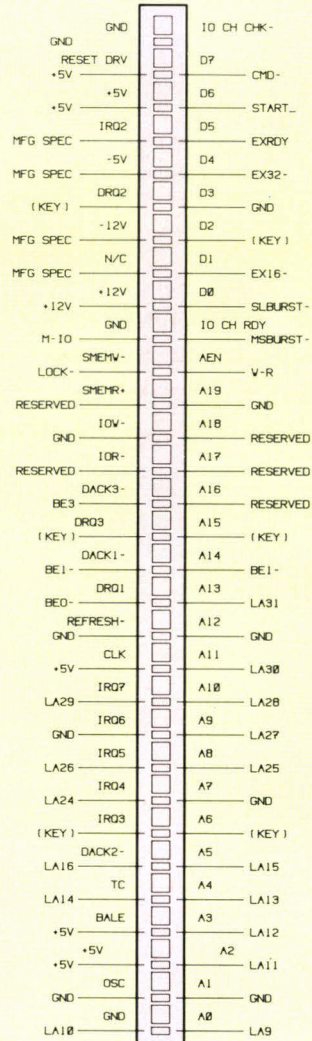 GND IO CH CHK-
GND
RESET DRV D7
+5V CMD-
+5V D6
+5V START_
IRQ2 D5
MFG SPEC EXRDY
-5V D4
MFG SPEC EX32-
DRQ2 D3
(KEY) GND
-12V D2
MFG SPEC (KEY)
N/C D1
MFG SPEC EX16-
+12V D0
+12V SLBURST-
GND IO CH RDY
M-IO MSBURST-
SMEMW- AEN
LOCK- W-R
SMEMR+ A19
RESERVED GND
IOW- A18
GND RESERVED
IOR- A17
RESERVED RESERVED
DACK3- A16
BE3 RESERVED
DRQ3 A15
(KEY) (KEY)
DACK1- A14
BE1- BE1-
DRQ1 A13
BE0- LA31
REFRESH- A12
GND GND
CLK A11
+5V LA30
IRQ7 A10
LA29 LA28
IRQ6 A9
GND LA27
IRQ5 A8
LA26 LA25
IRQ4 A7
LA24 GND
IRQ3 A6
(KEY) (KEY)
DACK2- A5
LA16 LA15
TC A4
LA14 LA13
BALE A3
+5V LA12
+5V A2
+5V LA11
OSC A1
GND GND
GND A0
LA10 LA9